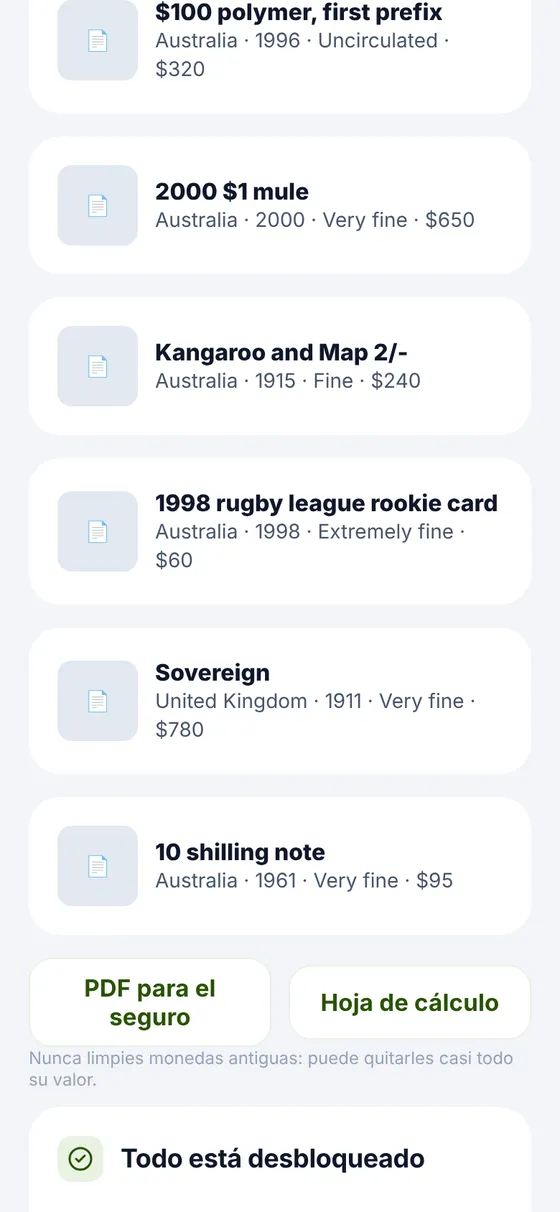 $100 polymer, first prefix
Australia · 1996 · Uncirculated ·
$320
2000 $1 mule
Australia · 2000 · Very fine · $650
Kangaroo and Map 2/-
Australia · 1915 · Fine · $240
1998 rugby league rookie card
Australia · 1998 · Extremely fine ·
$60
Sovereign
United Kingdom · 1911 · Very fine ·
$780
10 shilling note
Australia · 1961 · Very fine · $95
PDF para el
seguro
Hoja de cálculo
Nunca limpies monedas antiguas: puede quitarles casi todo
su valor.
Todo está desbloqueado